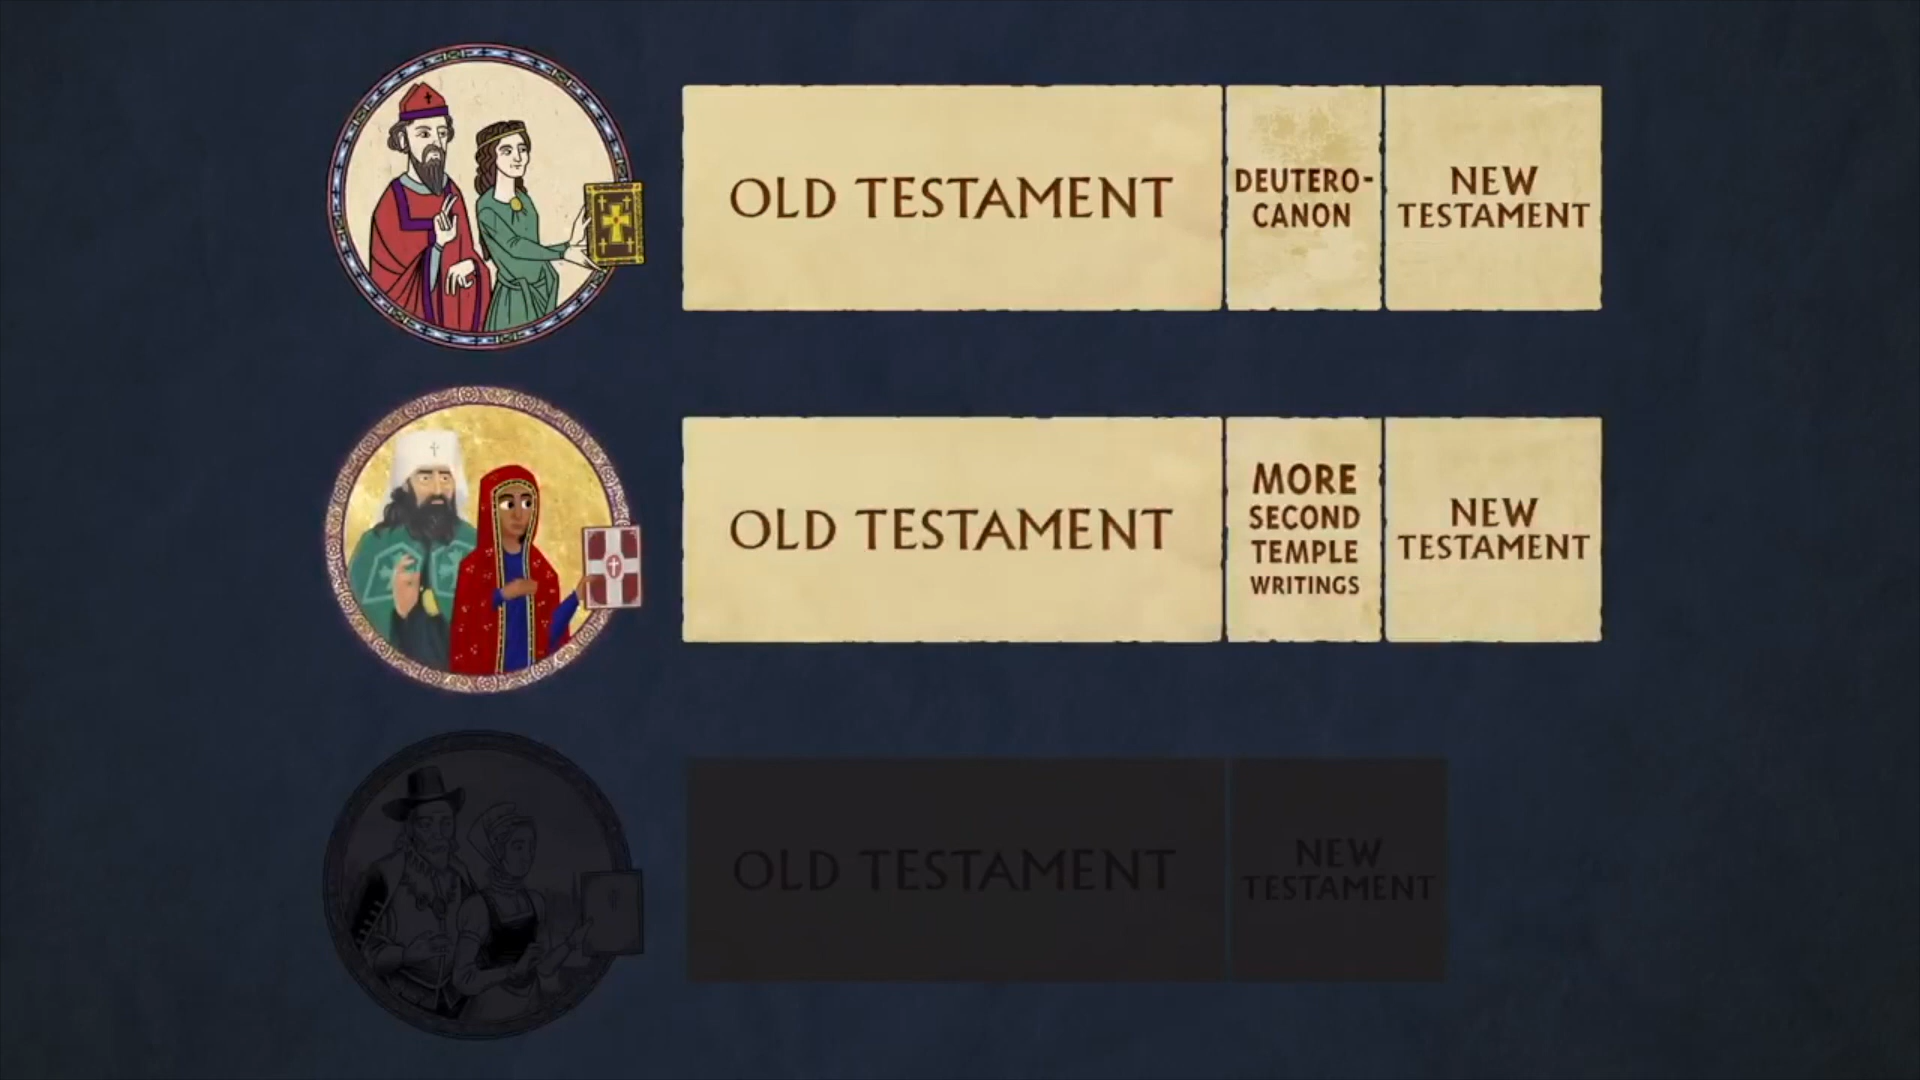 OLD TESTAMENT
DEUTERO-
CANON
NEW
TESTAMENT
OLD TESTAMENT
MORE
SECOND
TEMPLE
WRITINGS
NEW
TESTAMENT
OLD TESTAMENT
NEW
TESTAMENT